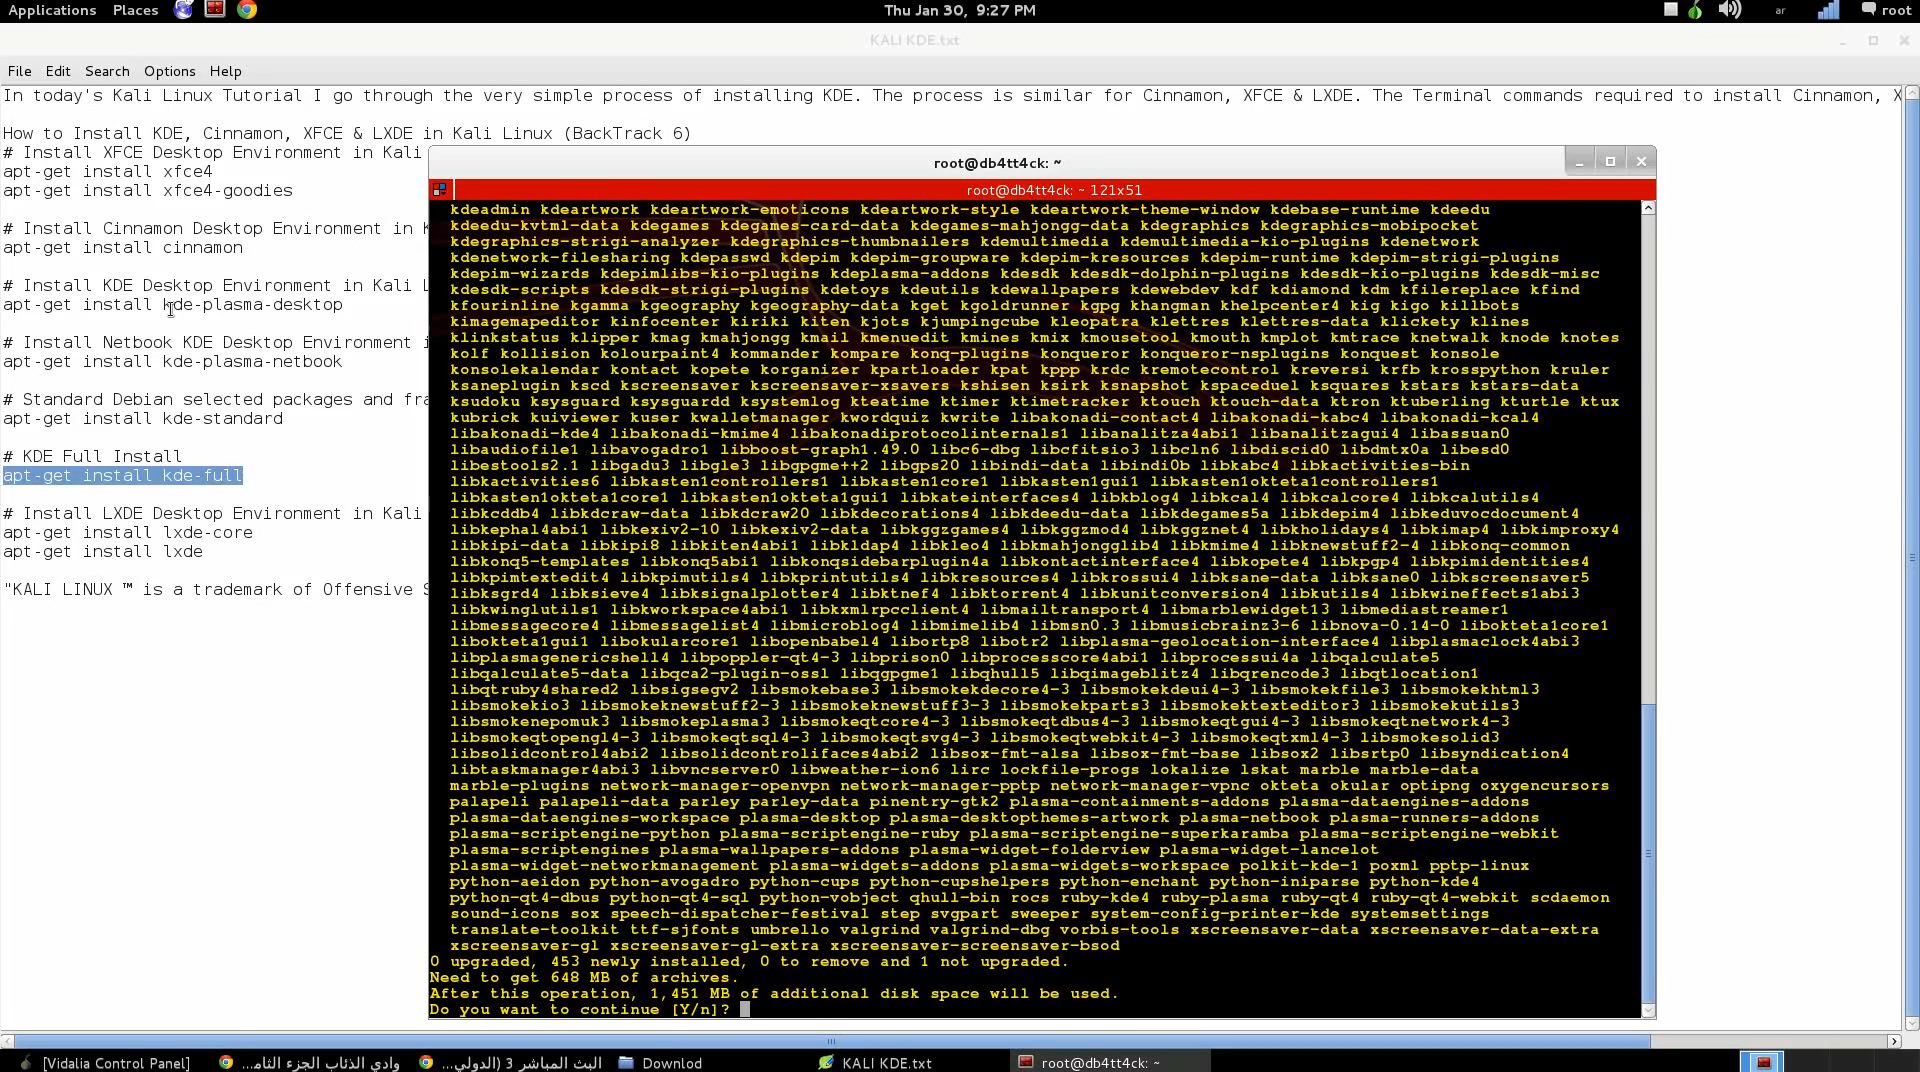 Applications Places Thu Jan 30, 9:27 PM ar root
KALI KDE.txt
File Edit Search Options Help
In today's Kali Linux Tutorial I go through the very simple process of installing KDE. The process is similar for Cinnamon, XFCE & LXDE. The Terminal commands required to install Cinnamon, X
How to Install KDE, Cinnamon, XFCE & LXDE in Kali Linux (BackTrack 6)
# Install XFCE Desktop Environment in Kali
apt-get install xfce4
apt-get install xfce4-goodies
# Install Cinnamon Desktop Environment in K
apt-get install cinnamon
# Install KDE Desktop Environment in Kali L
apt-get install kde-plasma-desktop
# Install Netbook KDE Desktop Environment i
apt-get install kde-plasma-netbook
# Standard Debian selected packages and fra
apt-get install kde-standard
# KDE Full Install
apt-get install kde-full
# Install LXDE Desktop Environment in Kali
apt-get install lxde-core
apt-get install lxde
"KALI LINUX ™ is a trademark of Offensive S
root@db4tt4ck: ~
root@db4tt4ck: ~ 121x51
kdeadmin kdeartwork kdeartwork-emoticons kdeartwork-style kdeartwork-theme-window kdebase-runtime kdeedu
kdeedu-kvtml-data kdegames kdegames-card-data kdegames-mahjongg-data kdegraphics kdegraphics-mobipocket
kdegraphics-strigi-analyzer kdegraphics-thumbnailers kdemultimedia kdemultimedia-kio-plugins kdenetwork
kdenetwork-filesharing kdepasswd kdepim kdepim-groupware kdepim-kresources kdepim-runtime kdepim-strigi-plugins
kdepim-wizards kdepimlibs-kio-plugins kdeplasma-addons kdesdk kdesdk-dolphin-plugins kdesdk-kio-plugins kdesdk-misc
kdesdk-scripts kdesdk-strigi-plugins kdetoys kdeutils kdewallpapers kdewebdev kdf kdiamond kdm kfilereplace kfind
kfourinline kgamma kgeography kgeography-data kget kgoldrunner kgpg khangman khelpcenter4 kig kigo killbots
kimagemapeditor kinfocenter kiriki kiten kjots kjumpingcube kleopatra klettres klettres-data klickety klines
klinkstatus klipper kmag kmahjongg kmail kmenuedit kmines kmix kmousetool kmouth kmplot kmtrace knetwalk knode knotes
kolf kollision kolourpaint4 kommander kompare konq-plugins konqueror konqueror-nsplugins konquest konsole
konsolekalendar kontact kopete korganizer kpartloader kpat kppp krdc kremotecontrol kreversi krfb krosspython kruler
ksaneplugin kscd kscreensaver kscreensaver-xsavers kshisen ksirk ksnapshot kspaceduel ksquares kstars kstars-data
ksudoku ksysguard ksysguardd ksystemlog kteatime ktimer ktimetracker ktouch ktouch-data ktron ktuberling kturtle ktux
kubrick kuiviewer kuser kwalletmanager kwordquiz kwrite libakonadi-contact4 libakonadi-kabc4 libakonadi-kcal4
libakonadi-kde4 libakonadi-kmime4 libakonadiprotocolinternals1 libanalitza4abi1 libanalitzagui4 libassuan0
libaudiofile1 libavogadro1 libboost-graph1.49.0 libc6-dbg libcfitsio3 libcln6 libdiscid0 libdmtx0a libesd0
libestools2.1 libgadu3 libgle3 libgpgme++2 libgps20 libindi-data libindi0b libkabc4 libkactivities-bin
libkactivities6 libkasten1controllers1 libkasten1core1 libkasten1gui1 libkasten1okteta1controllers1
libkasten1okteta1core1 libkasten1okteta1gui1 libkateinterfaces4 libkblog4 libkcal4 libkcalcore4 libkcalutils4
libkcddb4 libkdcraw-data libkdcraw20 libkdecorations4 libkdeedu-data libkdegames5a libkdepim4 libkeduvocdocument4
libkephal4abi1 libkexiv2-10 libkexiv2-data libkggzgames4 libkggzmod4 libkggznet4 libkholidays4 libkimap4 libkimproxy4
libkipi-data libkipi8 libkiten4abi1 libkldap4 libkleo4 libkmahjongglib4 libkmime4 libknewstuff2-4 libkonq-common
libkonq5-templates libkonq5abi1 libkonqsidebarplugin4a libkontactinterface4 libkopete4 libkpgp4 libkpimidentities4
libkpimtextedit4 libkpimutils4 libkprintutils4 libkresources4 libkrossui4 libksane-data libksane0 libkscreensaver5
libksgrd4 libksieve4 libksignalplotter4 libktnef4 libktorrent4 libkunitconversion4 libkutils4 libkwineffects1abi3
libkwinglutils1 libkworkspace4abi1 libkxmlrpcclient4 libmailtransport4 libmarblewidget13 libmediastreamer1
libmessagecore4 libmessagelist4 libmicroblog4 libmimelib4 libmsn0.3 libmusicbrainz3-6 libnova-0.14-0 libokteta1core1
libokteta1gui1 libokularcore1 libopenbabel4 libortp8 libotr2 libplasma-geolocation-interface4 libplasmaclock4abi3
libplasmagenericshell4 libpoppler-qt4-3 libprison0 libprocesscore4abi1 libprocessui4a libqalculate5
libqalculate5-data libqca2-plugin-ossl libqgpgme1 libqhull5 libqimageblitz4 libqrencode3 libqtlocation1
libqtruby4shared2 libsigsegv2 libsmokebase3 libsmokekdecore4-3 libsmokekdeui4-3 libsmokekfile3 libsmokekhtml3
libsmokekio3 libsmokeknewstuff2-3 libsmokeknewstuff3-3 libsmokekparts3 libsmokektexteditor3 libsmokekutils3
libsmokenepomuk3 libsmokeplasma3 libsmokeqtcore4-3 libsmokeqtdbus4-3 libsmokeqtgui4-3 libsmokeqtnetwork4-3
libsmokeqtopengl4-3 libsmokeqtsql4-3 libsmokeqtsvg4-3 libsmokeqtwebkit4-3 libsmokeqtxml4-3 libsmokesolid3
libsolidcontrol4abi2 libsolidcontrolifaces4abi2 libsox-fmt-alsa libsox-fmt-base libsox2 libsrtp0 libsyndication4
libtaskmanager4abi3 libvncserver0 libweather-ion6 lirc lockfile-progs lokalize lskat marble marble-data
marble-plugins network-manager-openvpn network-manager-pptp network-manager-vpnc okteta okular optipng oxygencursors
palapeli palapeli-data parley parley-data pinentry-gtk2 plasma-containments-addons plasma-dataengines-addons
plasma-dataengines-workspace plasma-desktop plasma-desktopthemes-artwork plasma-netbook plasma-runners-addons
plasma-scriptengine-python plasma-scriptengine-ruby plasma-scriptengine-superkaramba plasma-scriptengine-webkit
plasma-scriptengines plasma-wallpapers-addons plasma-widget-folderview plasma-widget-lancelot
plasma-widget-networkmanagement plasma-widgets-addons plasma-widgets-workspace polkit-kde-1 poxml pptp-linux
python-aeidon python-avogadro python-cups python-cupshelpers python-enchant python-iniparse python-kde4
python-qt4-dbus python-qt4-sql python-vobject qhull-bin rocs ruby-kde4 ruby-plasma ruby-qt4 ruby-qt4-webkit scdaemon
sound-icons sox speech-dispatcher-festival step svgpart sweeper system-config-printer-kde systemsettings
translate-toolkit ttf-sjfonts umbrello valgrind valgrind-dbg vorbis-tools xscreensaver-data xscreensaver-data-extra
xscreensaver-gl xscreensaver-gl-extra xscreensaver-screensaver-bsod
0 upgraded, 453 newly installed, 0 to remove and 1 not upgraded.
Need to get 648 MB of archives.
After this operation, 1,451 MB of additional disk space will be used.
Do you want to continue [Y/n]?
[Vidalia Control Panel] وادي الذئاب الجزء الثامـ... البث المباشر 3 (الدولي... Downlod KALI KDE.txt root@db4tt4ck: ~